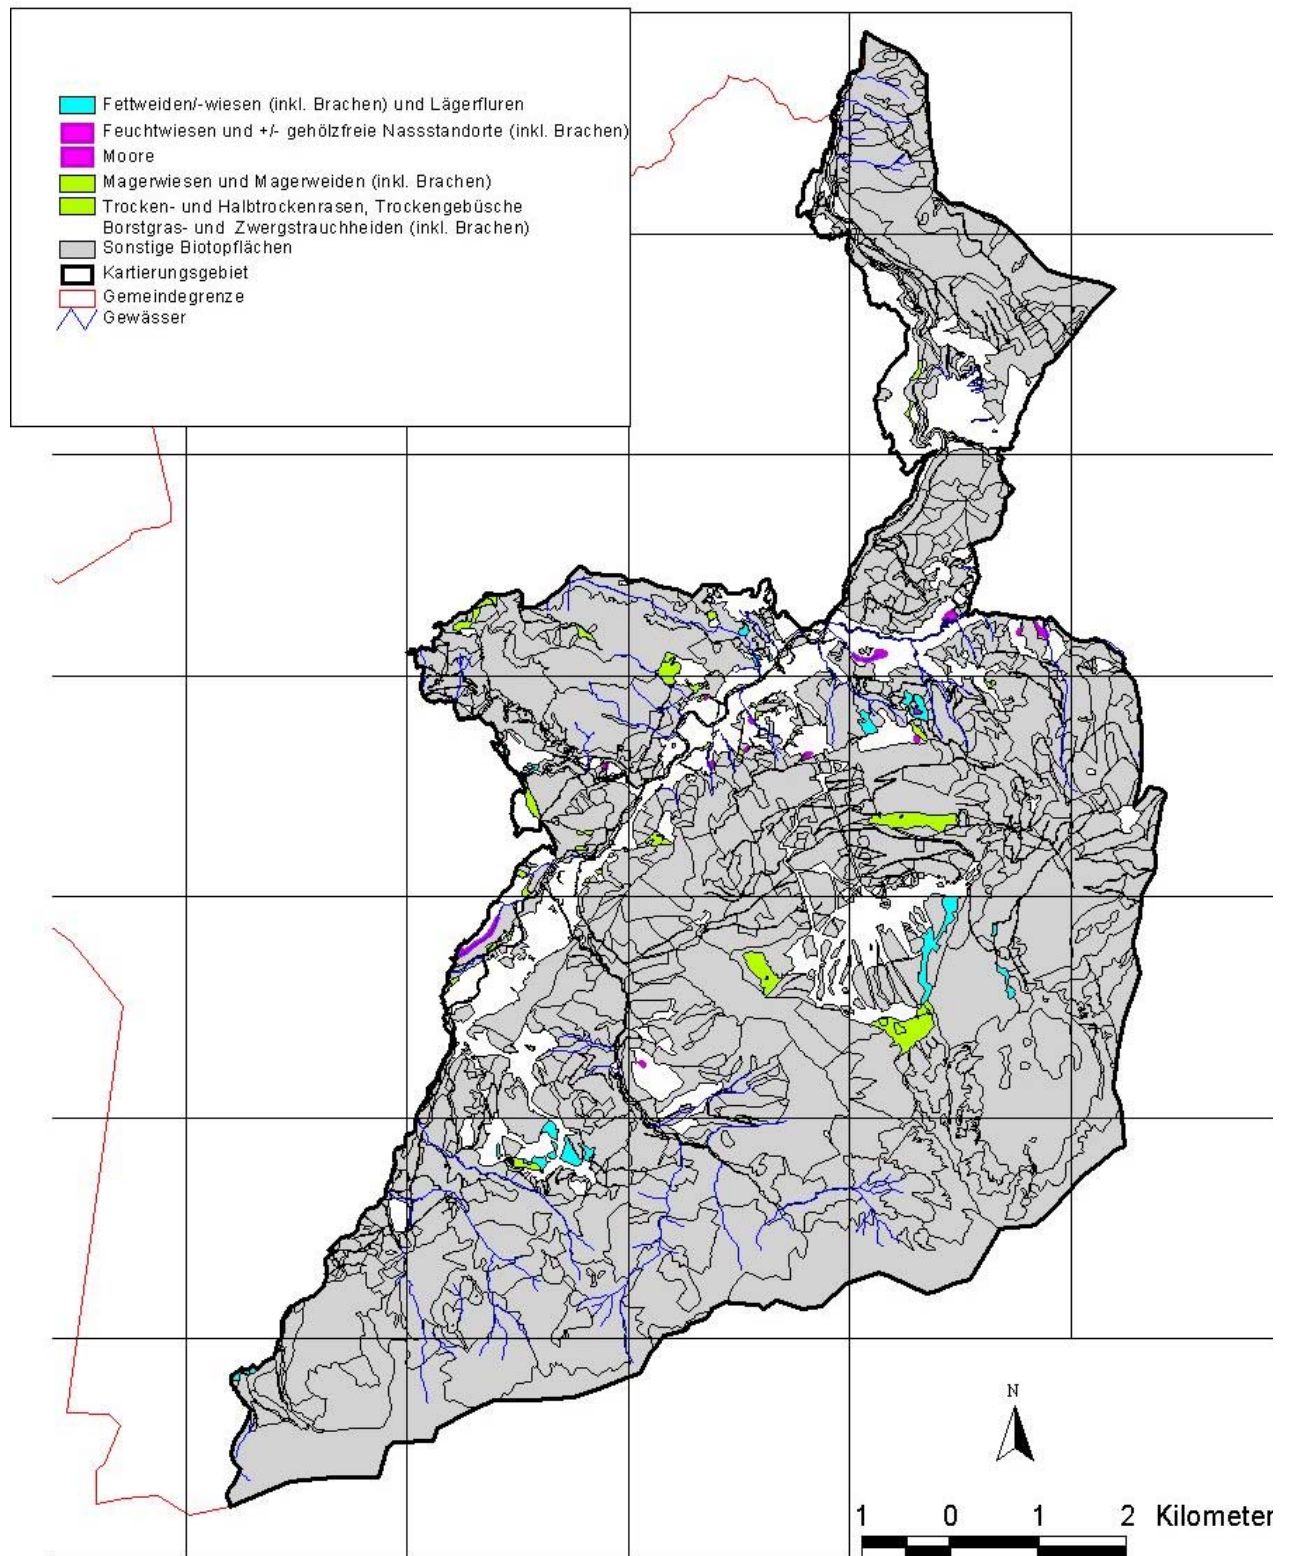 Fettweiden/-wiesen (inkl. Brachen) und Lägerfluren
Feuchtwiesen und +/- gehölzfreie Nassstandorte (inkl. Brachen)
Moore
Magerwiesen und Magerweiden (inkl. Brachen)
Trocken- und Halbtrockenrasen, Trockengebüsche
Borstgras- und Zwergstrauchheiden (inkl. Brachen)
Sonstige Biotopflächen
Kartierungsgebiet
Gemeindegrenze
Gewässer
N
1 0 1 2 Kilometer